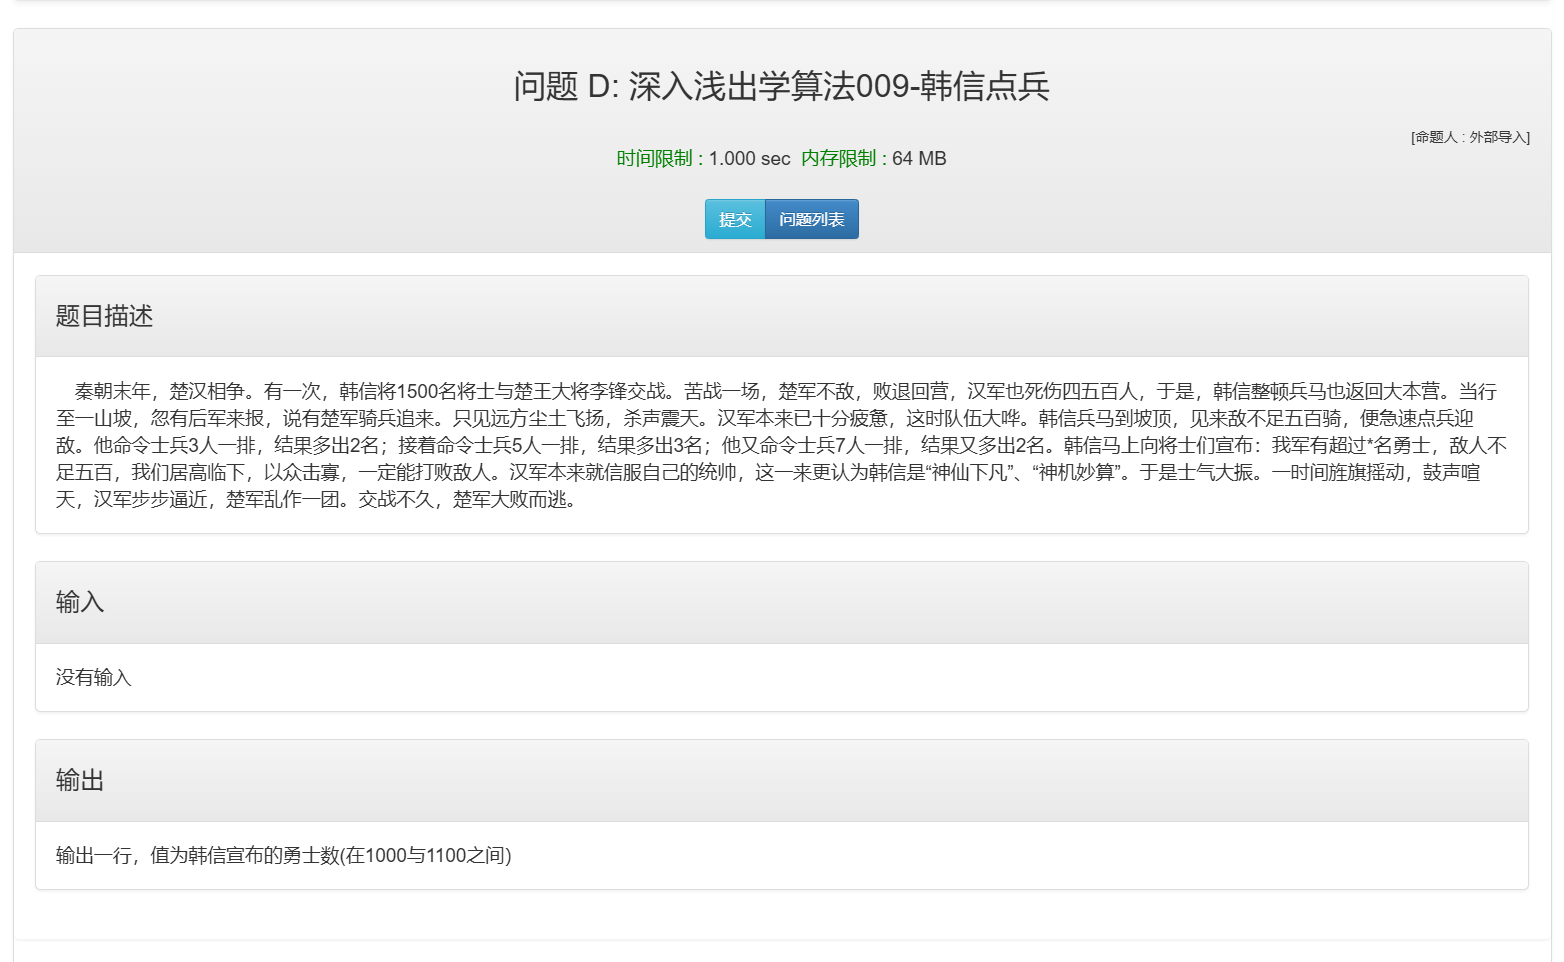 问题 D: 深入浅出学算法009-韩信点兵
[命题人 : 外部导入]
时间限制 : 1.000 sec 内存限制 : 64 MB
提交 问题列表
题目描述
秦朝末年，楚汉相争。有一次，韩信将1500名将士与楚王大将李锋交战。苦战一场，楚军不敌，败退回营，汉军也死伤四五百人，于是，韩信整顿兵马也返回大本营。当行
至一山坡，忽有后军来报，说有楚军骑兵追来。只见远方尘土飞扬，杀声震天。汉军本来已十分疲惫，这时队伍大哗。韩信兵马到坡顶，见来敌不足五百骑，便急速点兵迎
敌。他命令士兵3人一排，结果多出2名；接着命令士兵5人一排，结果多出3名；他又命令士兵7人一排，结果又多出2名。韩信马上向将士们宣布：我军有超过*名勇士，敌人不
足五百，我们居高临下，以众击寡，一定能打败敌人。汉军本来就信服自己的统帅，这一来更认为韩信是“神仙下凡”、“神机妙算”。于是士气大振。一时间旌旗摇动，鼓声喧
天，汉军步步逼近，楚军乱作一团。交战不久，楚军大败而逃。
输入
没有输入
输出
输出一行，值为韩信宣布的勇士数(在1000与1100之间)